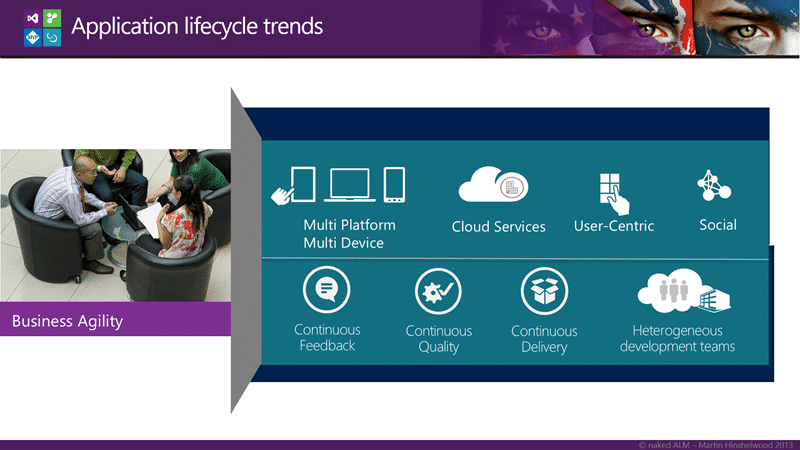 MVP
Application lifecycle trends
Multi Platform
Multi Device
Cloud Services
User-Centric
Social
Business Agility
Continuous
Feedback
Continuous
Quality
Continuous
Delivery
Heterogeneous
development teams
© naked ALM - Martin Hinshelwood 2013